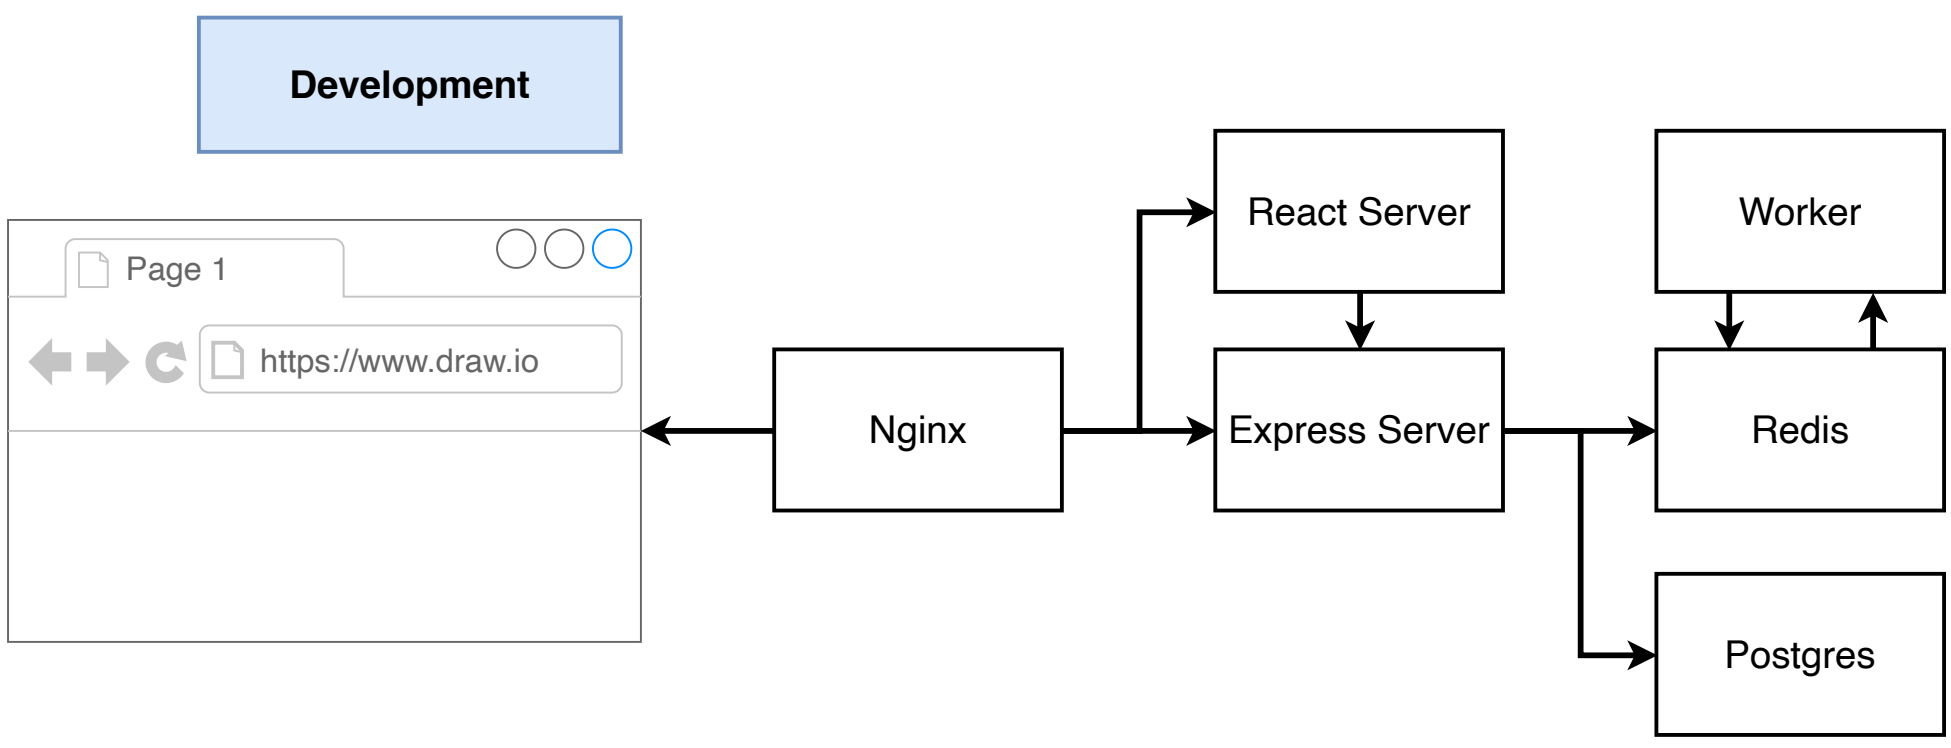 Development
Page 1
https://www.draw.io
Nginx
React Server
Express Server
Worker
Redis
Postgres